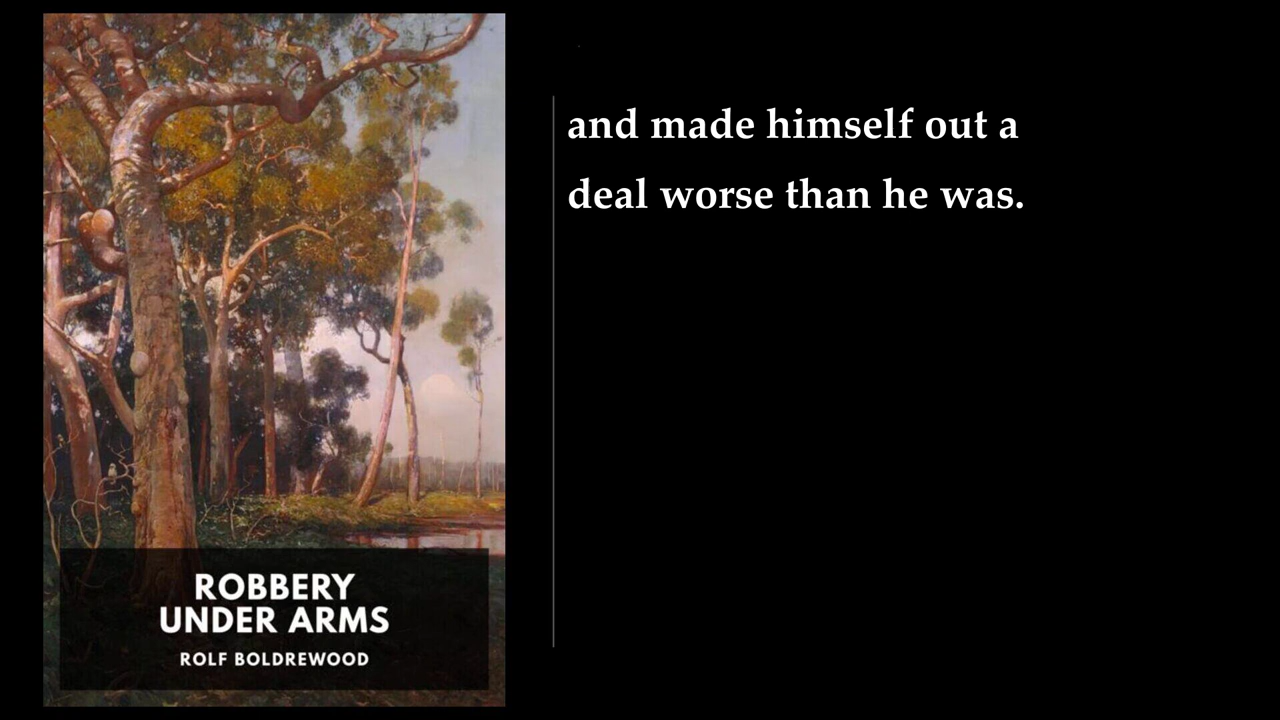 and made himself out a
deal worse than he was.
ROBBERY
UNDER ARMS
ROLF BOLDREWOOD